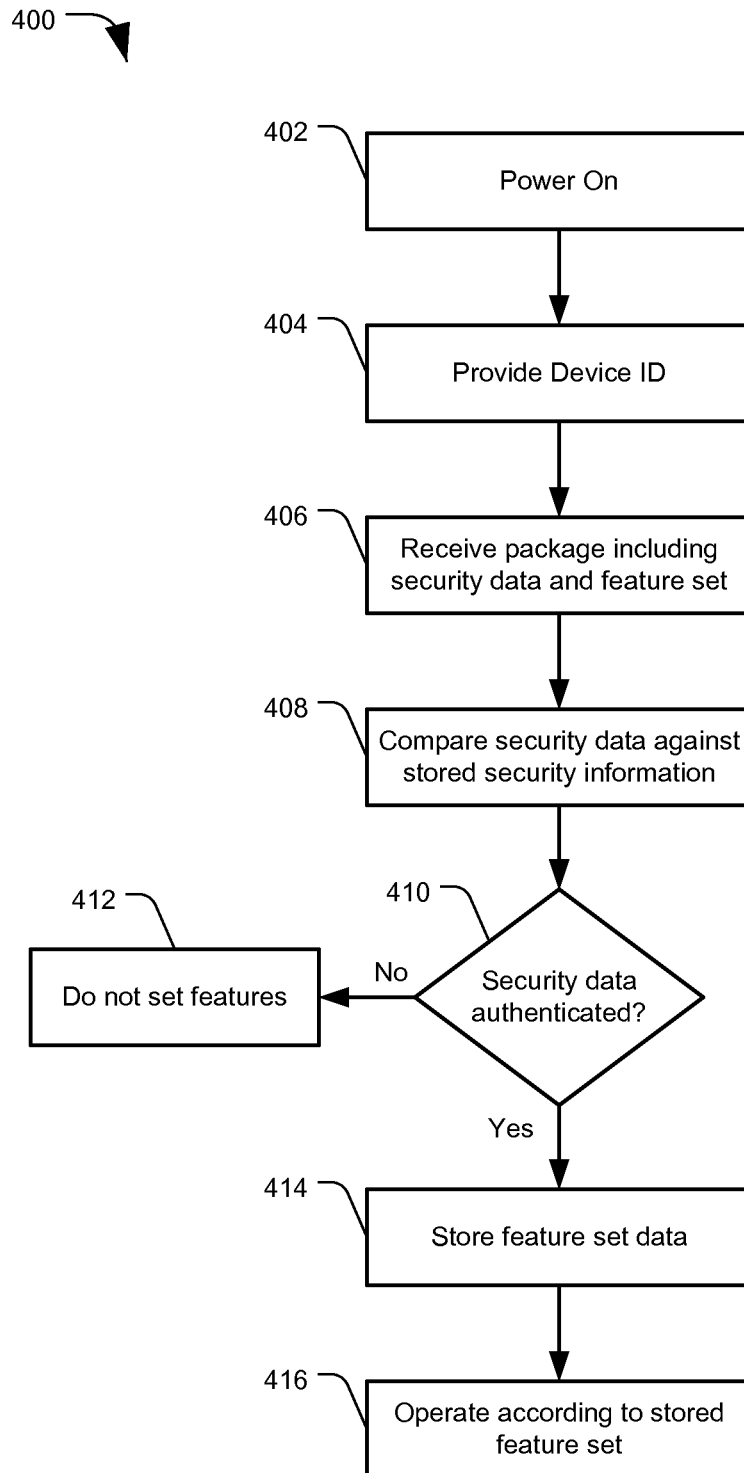 400
402
Power On
404
Provide Device ID
406
Receive package including
security data and feature set
408
Compare security data against
stored security information
410
412
Security data
authenticated?
No
Do not set features
Yes
414
Store feature set data
416
Operate according to stored
feature set